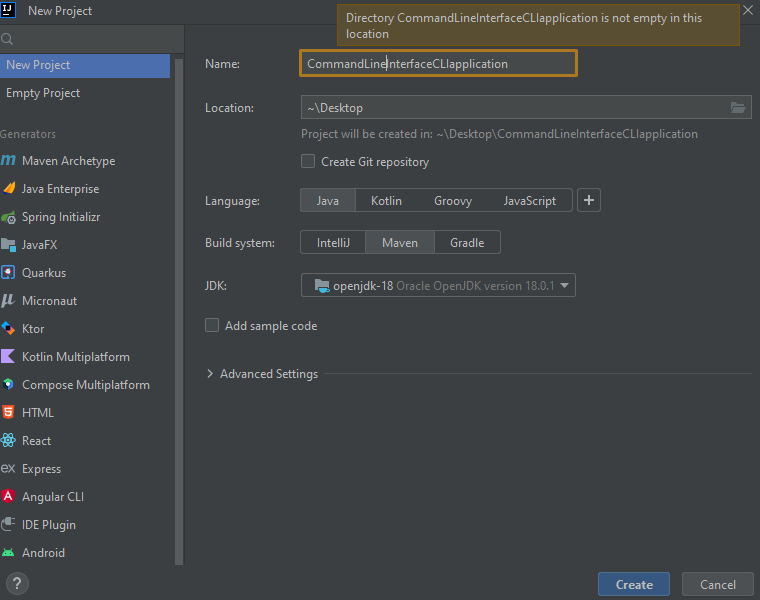 New Project
Directory CommandLineInterfaceCLIapplication is not empty in this
location
New Project
Empty Project
Generators
Maven Archetype
Java Enterprise
Spring Initializr
JavaFX
Quarkus
Micronaut
Ktor
Kotlin Multiplatform
Compose Multiplatform
HTML
React
Express
Angular CLI
IDE Plugin
Android
Name: CommandLineInterfaceCLIapplication
Location: ~\Desktop
Project will be created in: ~\Desktop\CommandLineInterfaceCLIapplication
Create Git repository
Language: Java Kotlin Groovy JavaScript +
Build system: IntelliJ Maven Gradle
JDK: openjdk-18 Oracle OpenJDK version 18.0.1
Add sample code
Advanced Settings
? Create Cancel